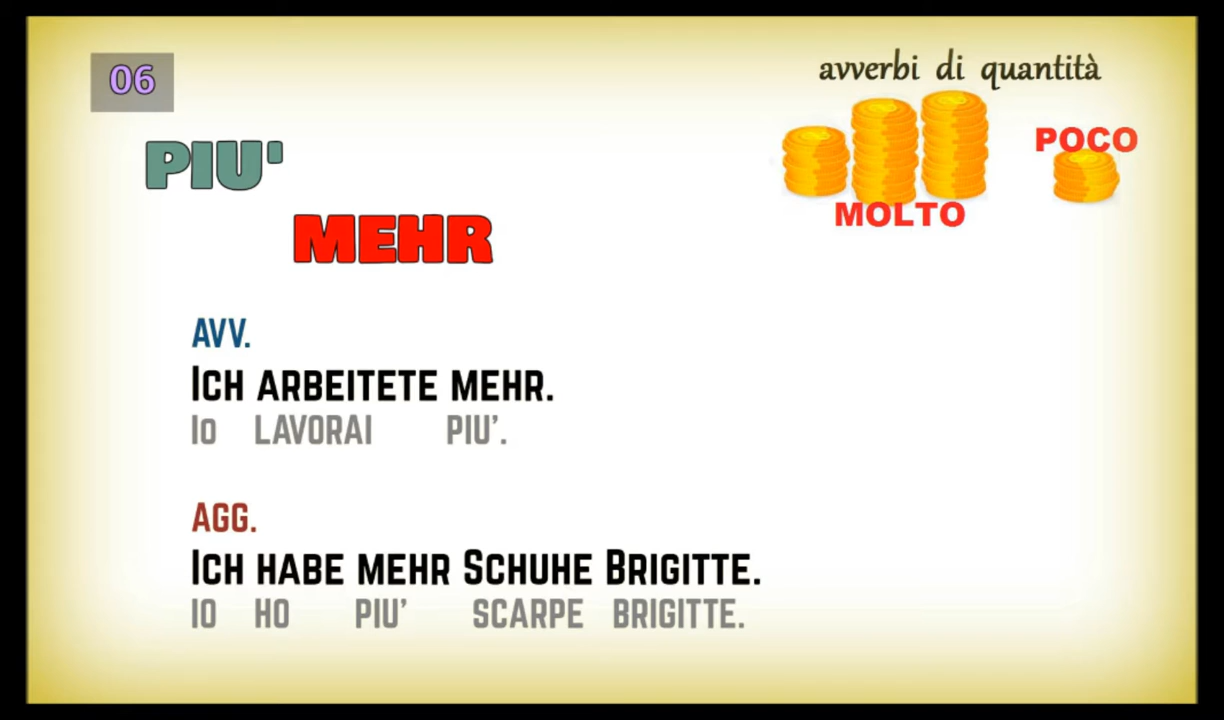 06
avverbi di quantità
PIU'
MEHR
POCO
MOLTO
AVV.
ICH ARBEITETE MEHR.
Io LAVORAI PIU’.
AGG.
ICH HABE MEHR SCHUHE BRIGITTE.
IO HO PIU’ SCARPE BRIGITTE.